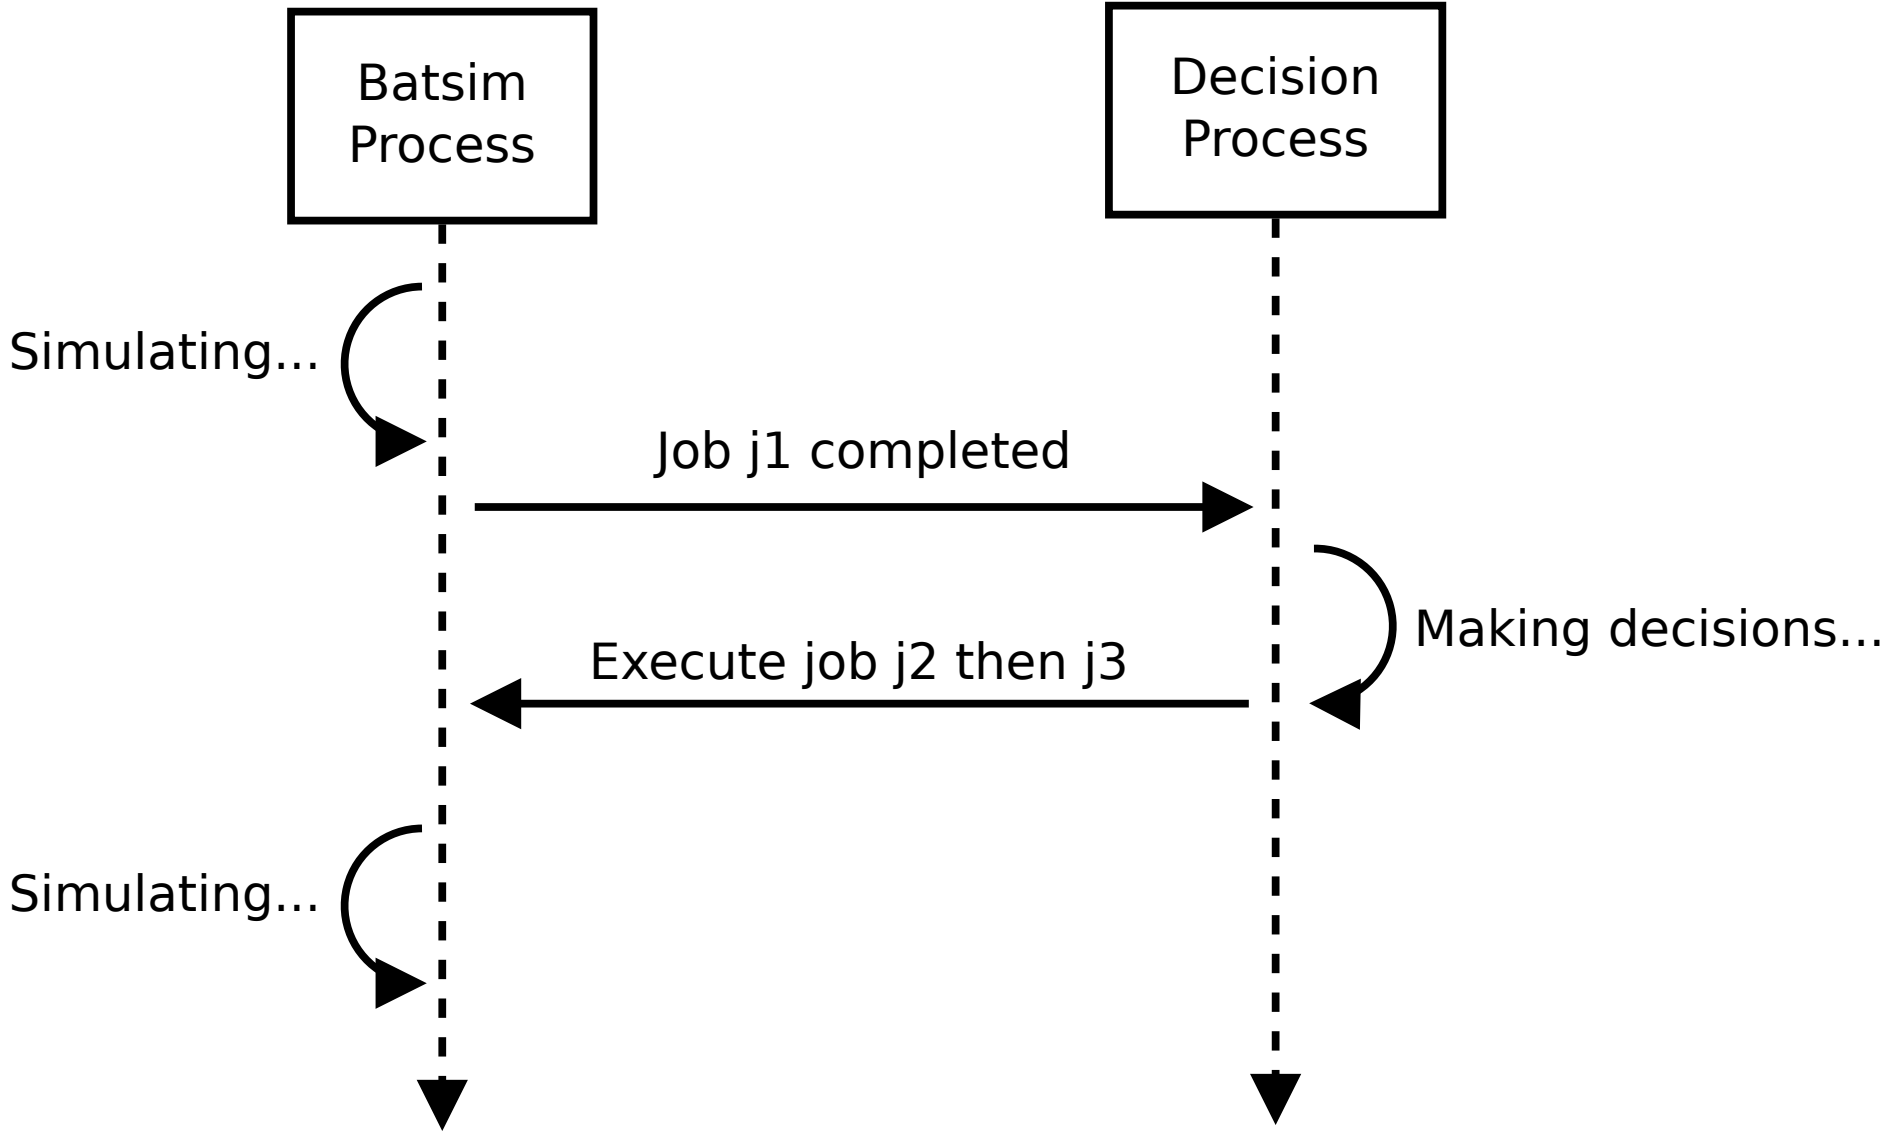 Batsim
Process
Decision
Process
Simulating...
Job j1 completed
Making decisions...
Execute job j2 then j3
Simulating...